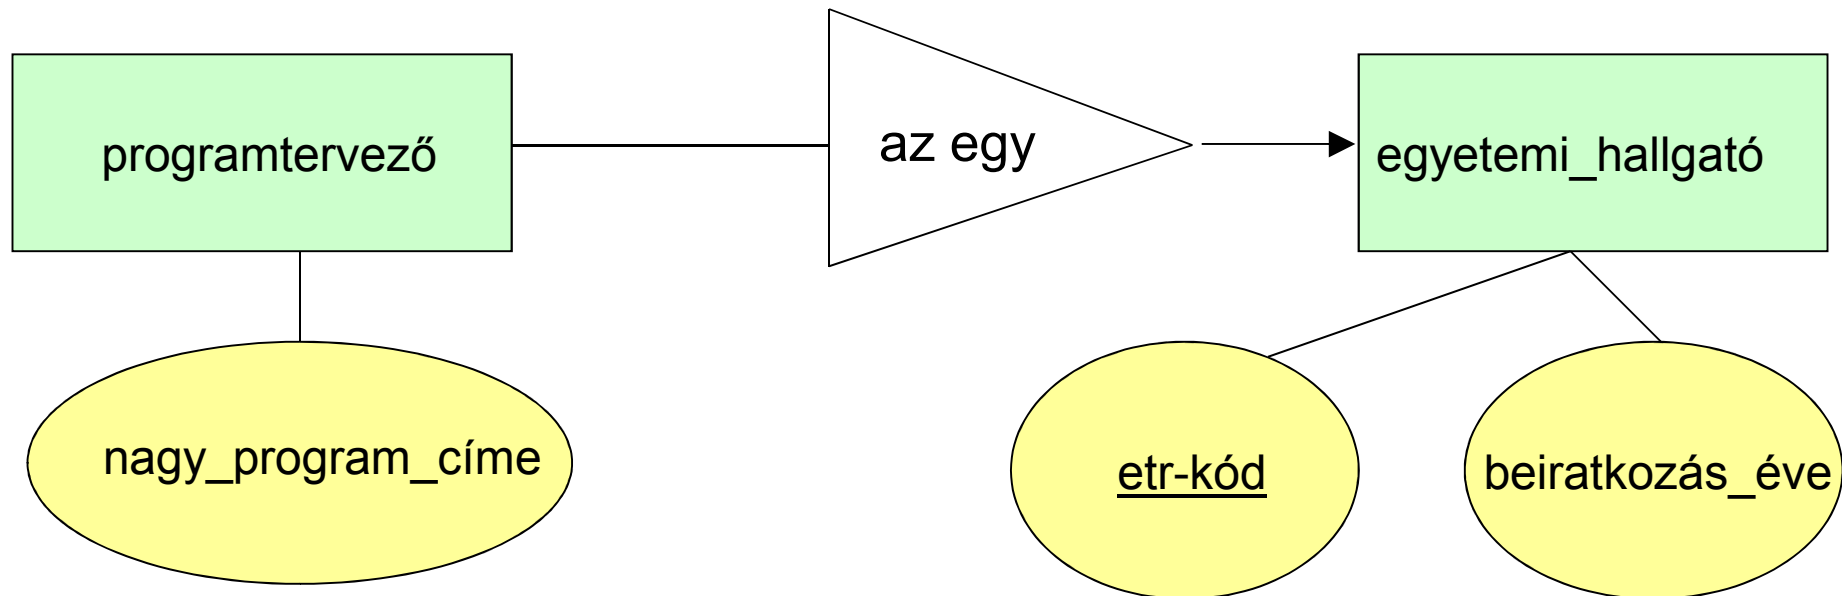 programtervező
az egy
egyetemi_hallgató
nagy_program_címe
etr-kód
beiratkozás_éve